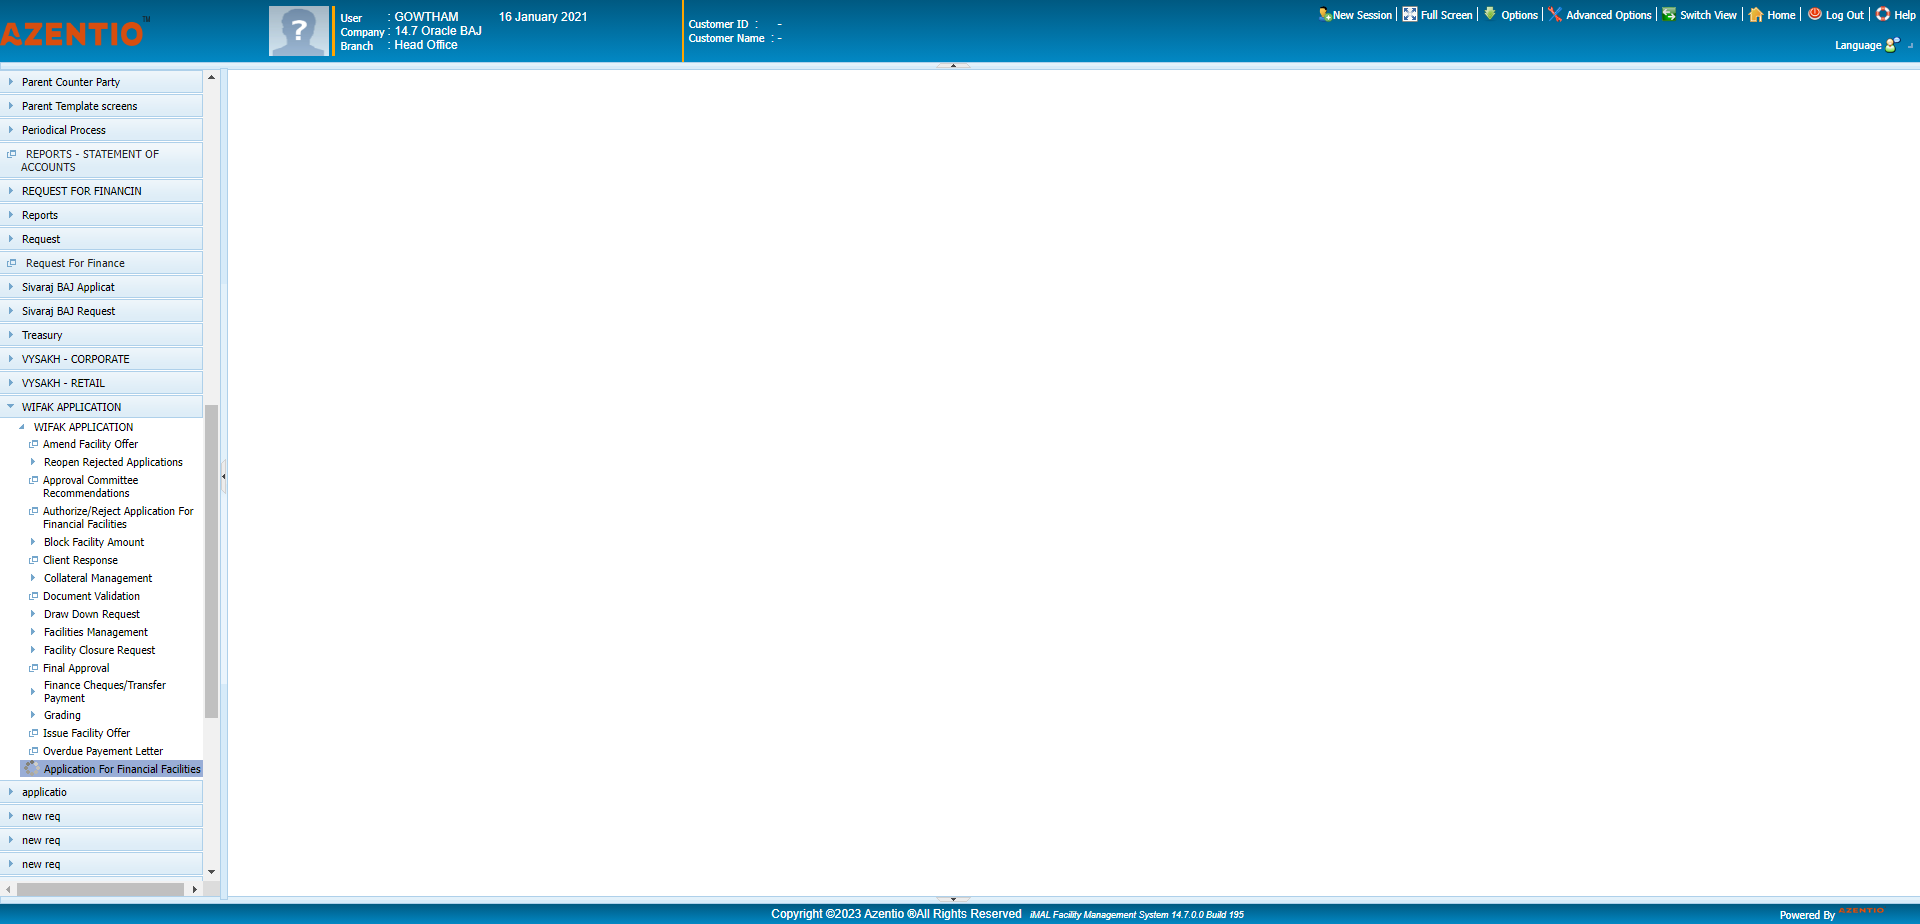 AZENTIO™
?
User : GOWTHAM 16 January 2021
Company : 14.7 Oracle BAJ
Branch : Head Office
Customer ID : -
Customer Name : -
New Session
Full Screen
Options
Advanced Options
Switch View
Home
Log Out
Help
Language
Parent Counter Party
Parent Template screens
Periodical Process
REPORTS - STATEMENT OF
ACCOUNTS
REQUEST FOR FINANCIN
Reports
Request
Request For Finance
Sivaraj BAJ Applicat
Sivaraj BAJ Request
Treasury
VYSAKH - CORPORATE
VYSAKH - RETAIL
WIFAK APPLICATION
WIFAK APPLICATION
Amend Facility Offer
Reopen Rejected Applications
Approval Committee
Recommendations
Authorize/Reject Application For
Financial Facilities
Block Facility Amount
Client Response
Collateral Management
Document Validation
Draw Down Request
Facilities Management
Facility Closure Request
Final Approval
Finance Cheques/Transfer
Payment
Grading
Issue Facility Offer
Overdue Payement Letter
Application For Financial Facilities
applicatio
new req
new req
new req
Copyright ©2023 Azentio ®All Rights Reserved iMAL Facility Management System 14.7.0.0 Build 195
Powered By AZENTIO